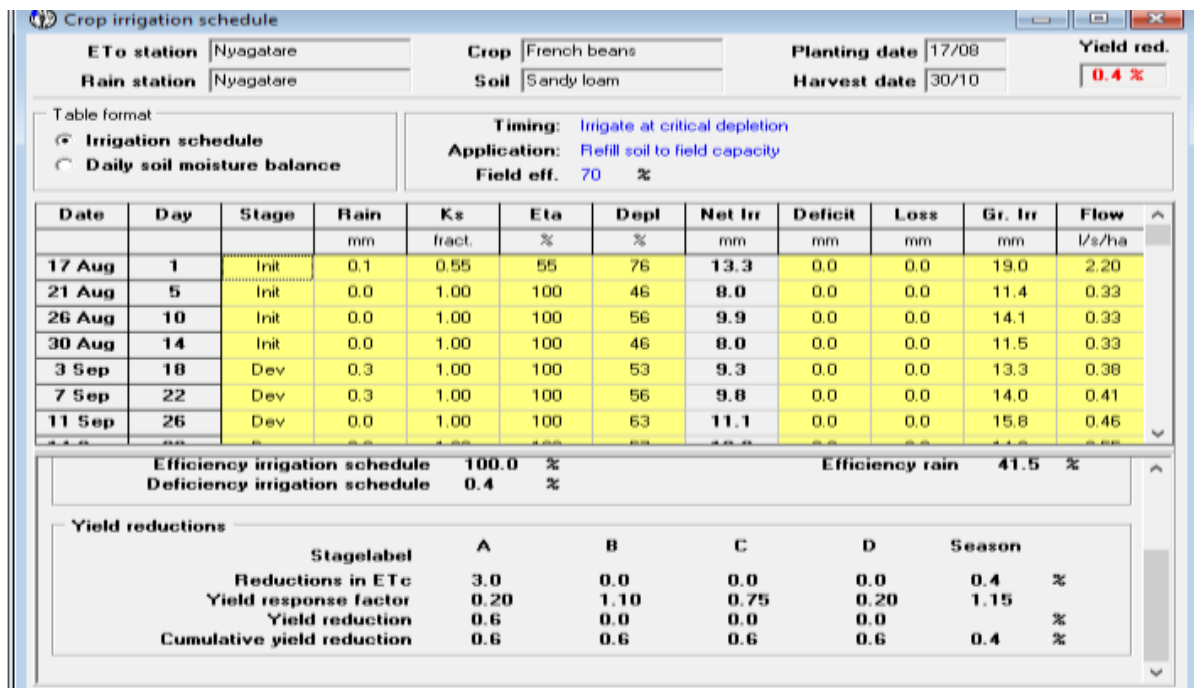 Crop irrigation schedule
ETo station Nyagatare Crop French beans Planting date 17/08 Yield red.
Rain station Nyagatare Soil Sandy loam Harvest date 30/10 0.4 %
Table format
Irrigation schedule
Daily soil moisture balance
Timing: Irrigate at critical depletion
Application: Refill soil to field capacity
Field eff. 70 %
Date Day Stage Rain Ks Eta Depl Net Irr Deficit Loss Gr. Irr Flow
mm fract. % % mm mm mm mm l/s/ha
17 Aug 1 Init 0.1 0.55 55 76 13.3 0.0 0.0 19.0 2.20
21 Aug 5 Init 0.0 1.00 100 46 8.0 0.0 0.0 11.4 0.33
26 Aug 10 Init 0.0 1.00 100 56 9.9 0.0 0.0 14.1 0.33
30 Aug 14 Init 0.0 1.00 100 46 8.0 0.0 0.0 11.5 0.33
3 Sep 18 Dev 0.3 1.00 100 53 9.3 0.0 0.0 13.3 0.38
7 Sep 22 Dev 0.3 1.00 100 56 9.8 0.0 0.0 14.0 0.41
11 Sep 26 Dev 0.0 1.00 100 63 11.1 0.0 0.0 15.8 0.46
Efficiency irrigation schedule 100.0 % Efficiency rain 41.5 %
Deficiency irrigation schedule 0.4 %
Yield reductions
Stagelabel A B C D Season
Reductions in ETc 3.0 0.0 0.0 0.0 0.4 %
Yield response factor 0.20 1.10 0.75 0.20 1.15
Yield reduction 0.6 0.0 0.0 0.0 %
Cumulative yield reduction 0.6 0.6 0.6 0.6 0.4 %